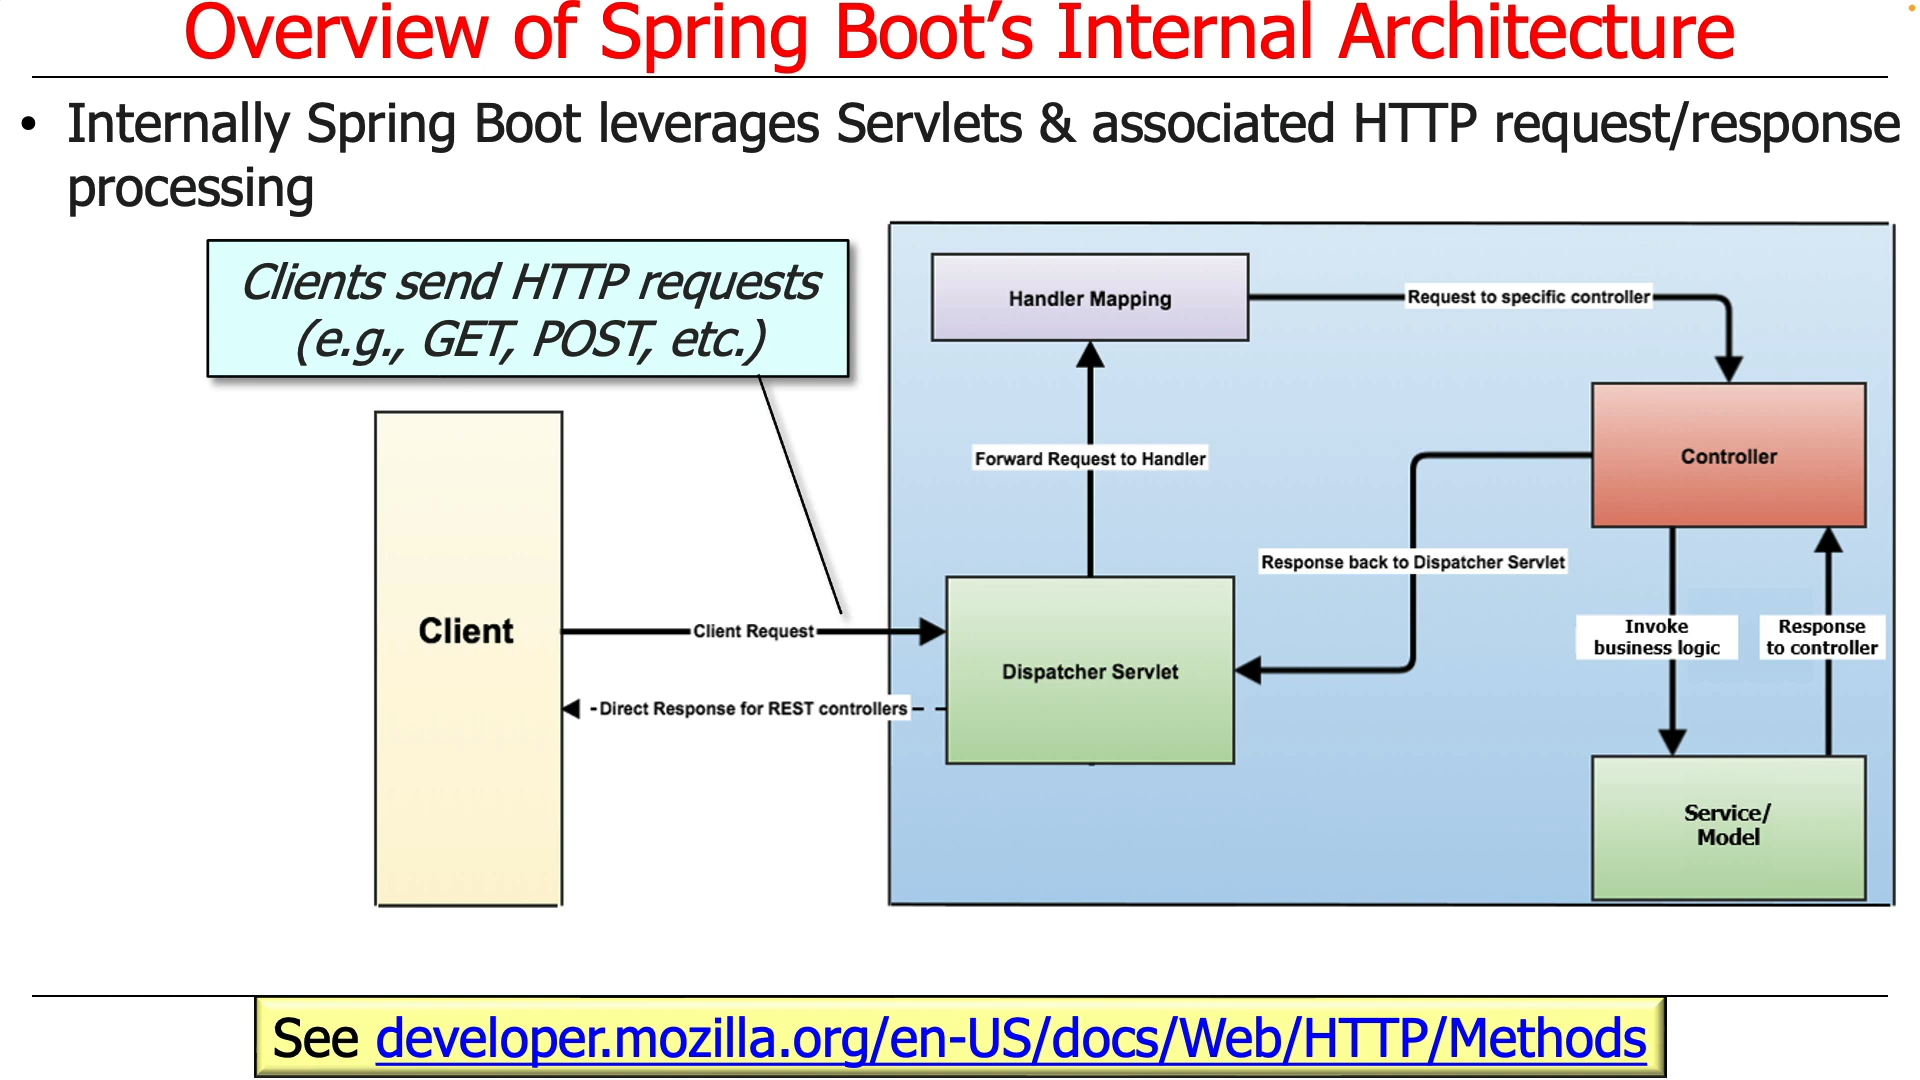 Overview of Spring Boot’s Internal Architecture
• Internally Spring Boot leverages Servlets & associated HTTP request/response
processing
Clients send HTTP requests
(e.g., GET, POST, etc.)
Handler Mapping
Request to specific controller
Forward Request to Handler
Controller
Response back to Dispatcher Servlet
Client
Client Request
Invoke
business logic
Response
to controller
Dispatcher Servlet
Direct Response for REST controllers
Service/
Model
See developer.mozilla.org/en-US/docs/Web/HTTP/Methods